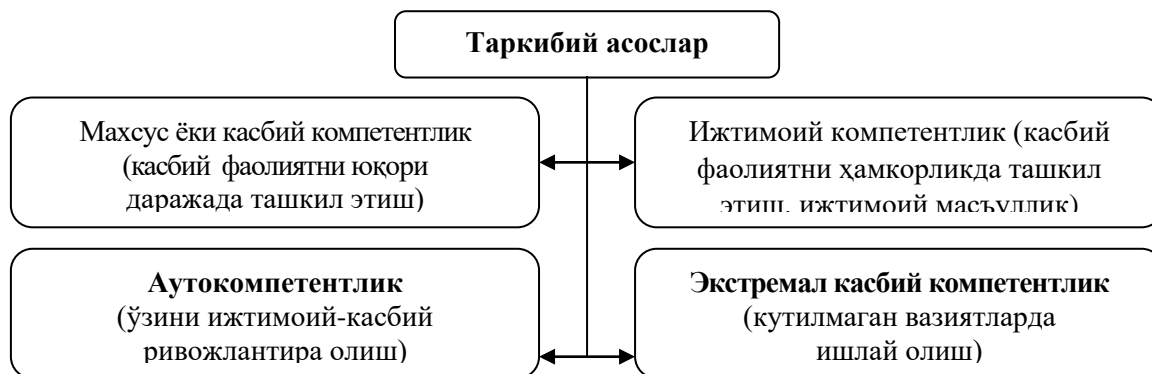 Таркибий асослар
Махсус ёки касбий компетентлик
(касбий фаолиятни юқори
даражада ташкил этиш)
Ижтимоий компетентлик (касбий
фаолиятни ҳамкорликда ташкил
этиш, ижтимоий масъуллик)
Аутокомпетентлик
(ўзини ижтимоий-касбий
ривожлантира олиш)
Экстремал касбий компетентлик
(кутилмаган вазиятларда
ишлай олиш)